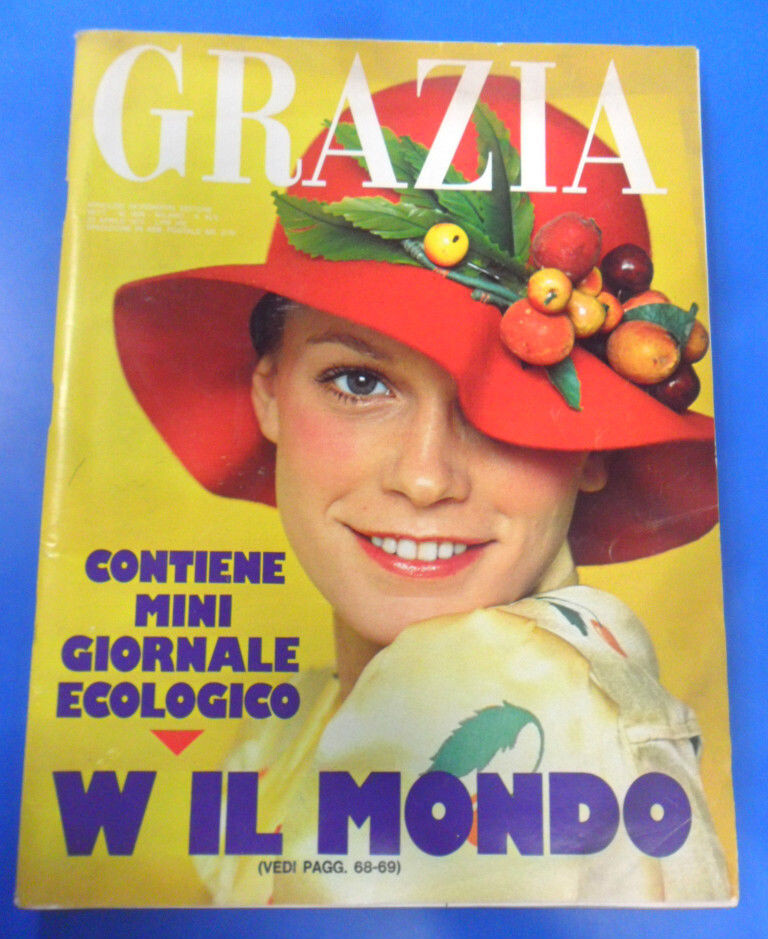 GRAZIA
CONTIENE
MINI
GIORNALE
ECOLOGICO
W IL MONDO
(VEDI PAGG. 68-69)